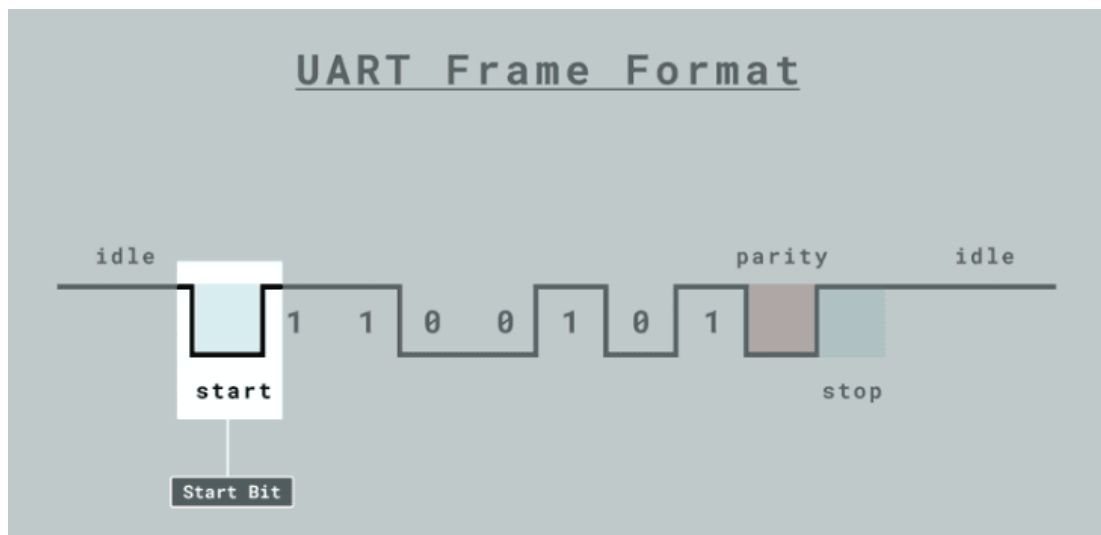 UART Frame Format
idle
parity
idle
1 1 0 0 1 0 1
start
stop
Start Bit